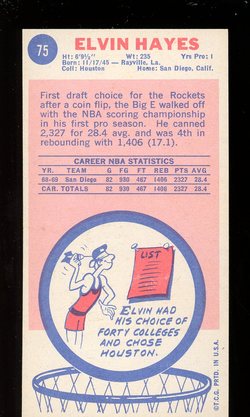 75
ELVIN HAYES
Ht: 6'9½" Wt: 235 Yrs Pro: 1
Born: 11/17/45 — Rayville, La.
Coll: Houston Home: San Diego, Calif.
First draft choice for the Rockets
after a coin flip, the Big E walked off
with the NBA scoring championship
in his first pro season. He canned
2,327 for 28.4 avg. and was 4th in
rebounding with 1,406 (17.1).
CAREER NBA STATISTICS
YR. TEAM G FG FT REB PTS AVG
68-69 San Diego 82 930 467 1406 2327 28.4
CAR. TOTALS 82 930 467 1406 2327 28.4
LIST
ELVIN HAD
HIS CHOICE OF
FORTY COLLEGES
AND CHOSE
HOUSTON.
©T.C.G. PRTD. IN U.S.A.